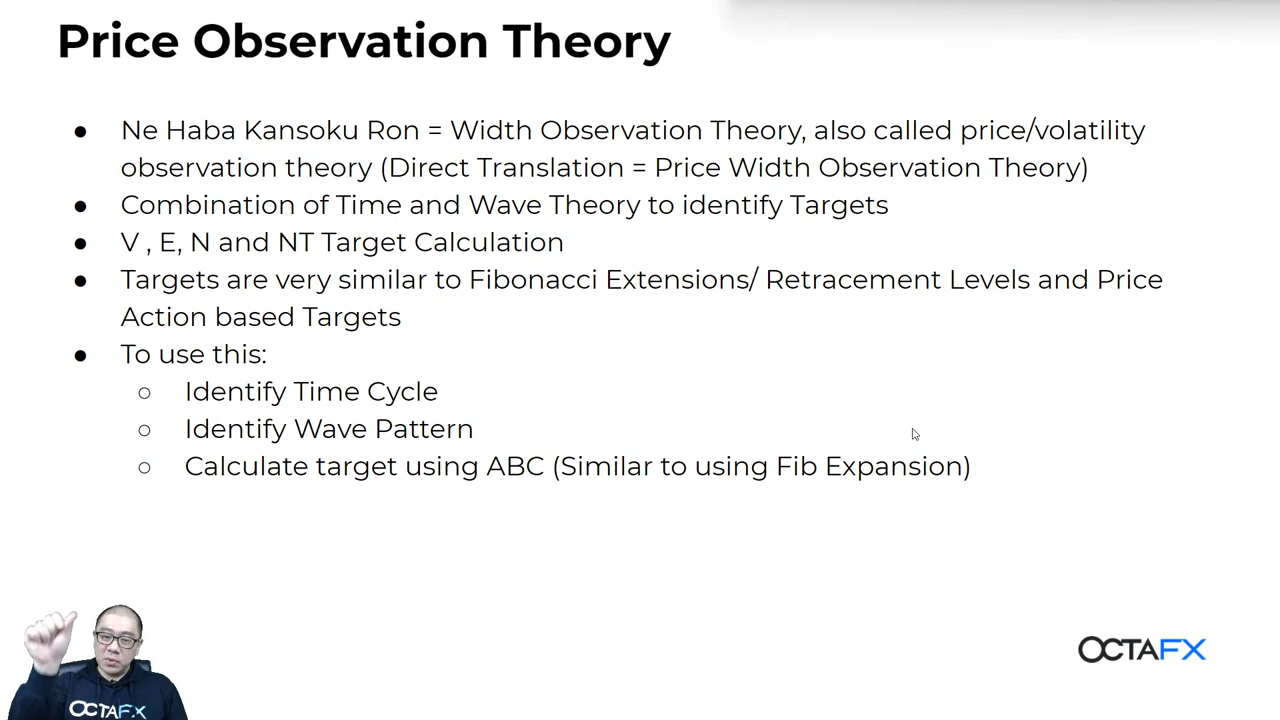 Price Observation Theory
● Ne Haba Kansoku Ron = Width Observation Theory, also called price/volatility
observation theory (Direct Translation = Price Width Observation Theory)
● Combination of Time and Wave Theory to identify Targets
● V , E, N and NT Target Calculation
● Targets are very similar to Fibonacci Extensions/ Retracement Levels and Price
Action based Targets
● To use this:
○ Identify Time Cycle
○ Identify Wave Pattern
○ Calculate target using ABC (Similar to using Fib Expansion)
OCTAFX
OCTAFX